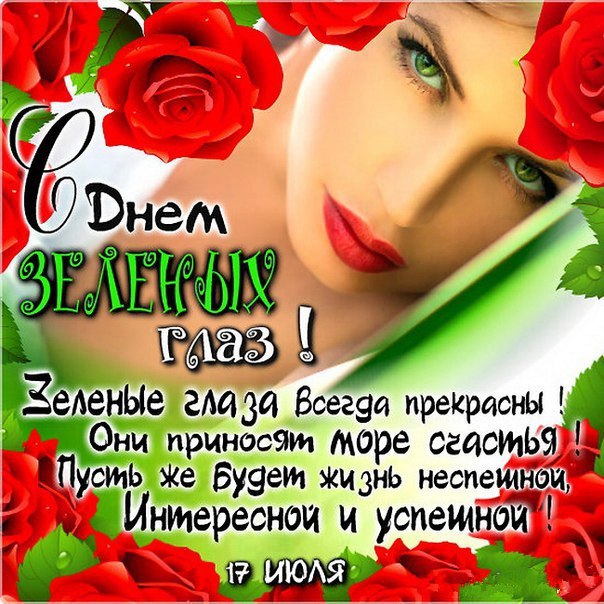 С Днем
ЗЕЛЕНЫХ
глаз !
Зеленые глаза Всегда прекрасны !
Они приносят море счастья !
Пусть же Будет жизнь неспешной,
Интересной и успешной !
17 ИЮЛЯ